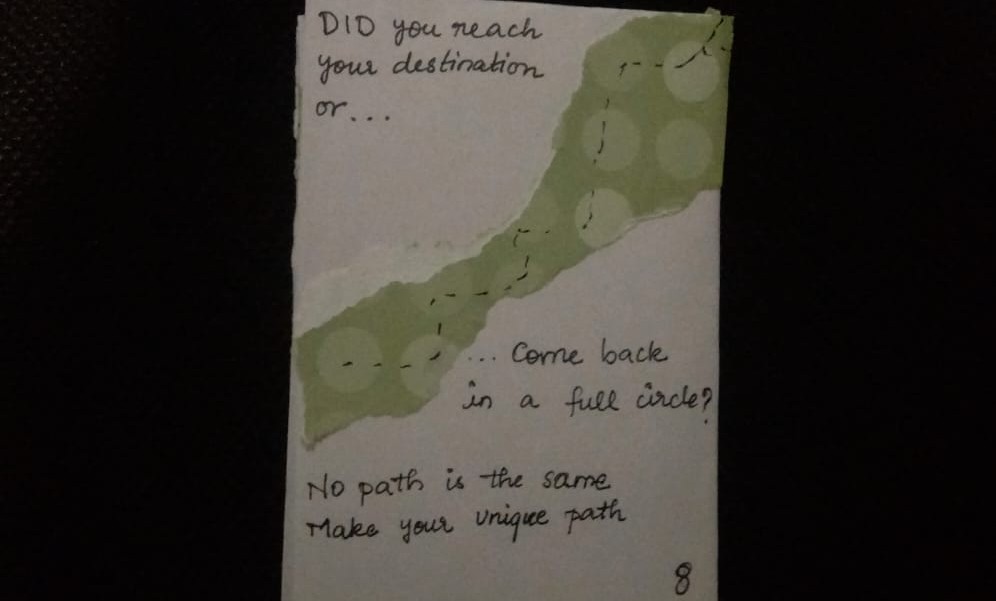 DID you reach
your destination
or...
... Come back
in a full circle?
No path is the same
Make your unique path
8